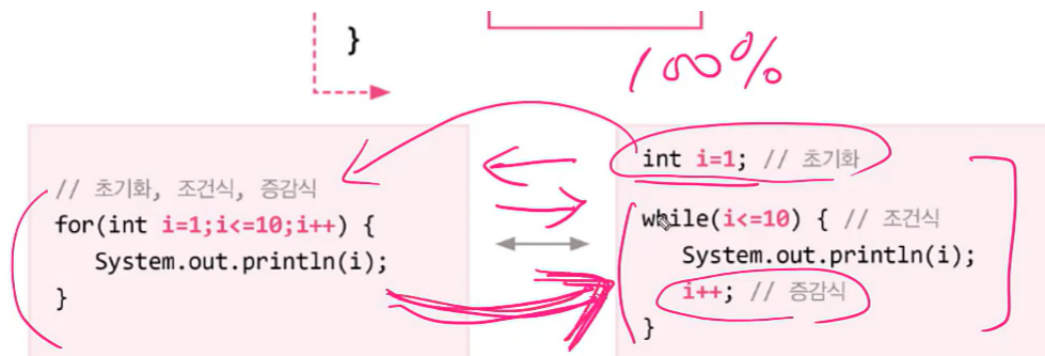 }
100%
// 초기화, 조건식, 증감식
for(int i=1;i<=10;i++) {
System.out.println(i);
}
int i=1; // 초기화
while(i<=10) { // 조건식
System.out.println(i);
i++; // 증감식
}